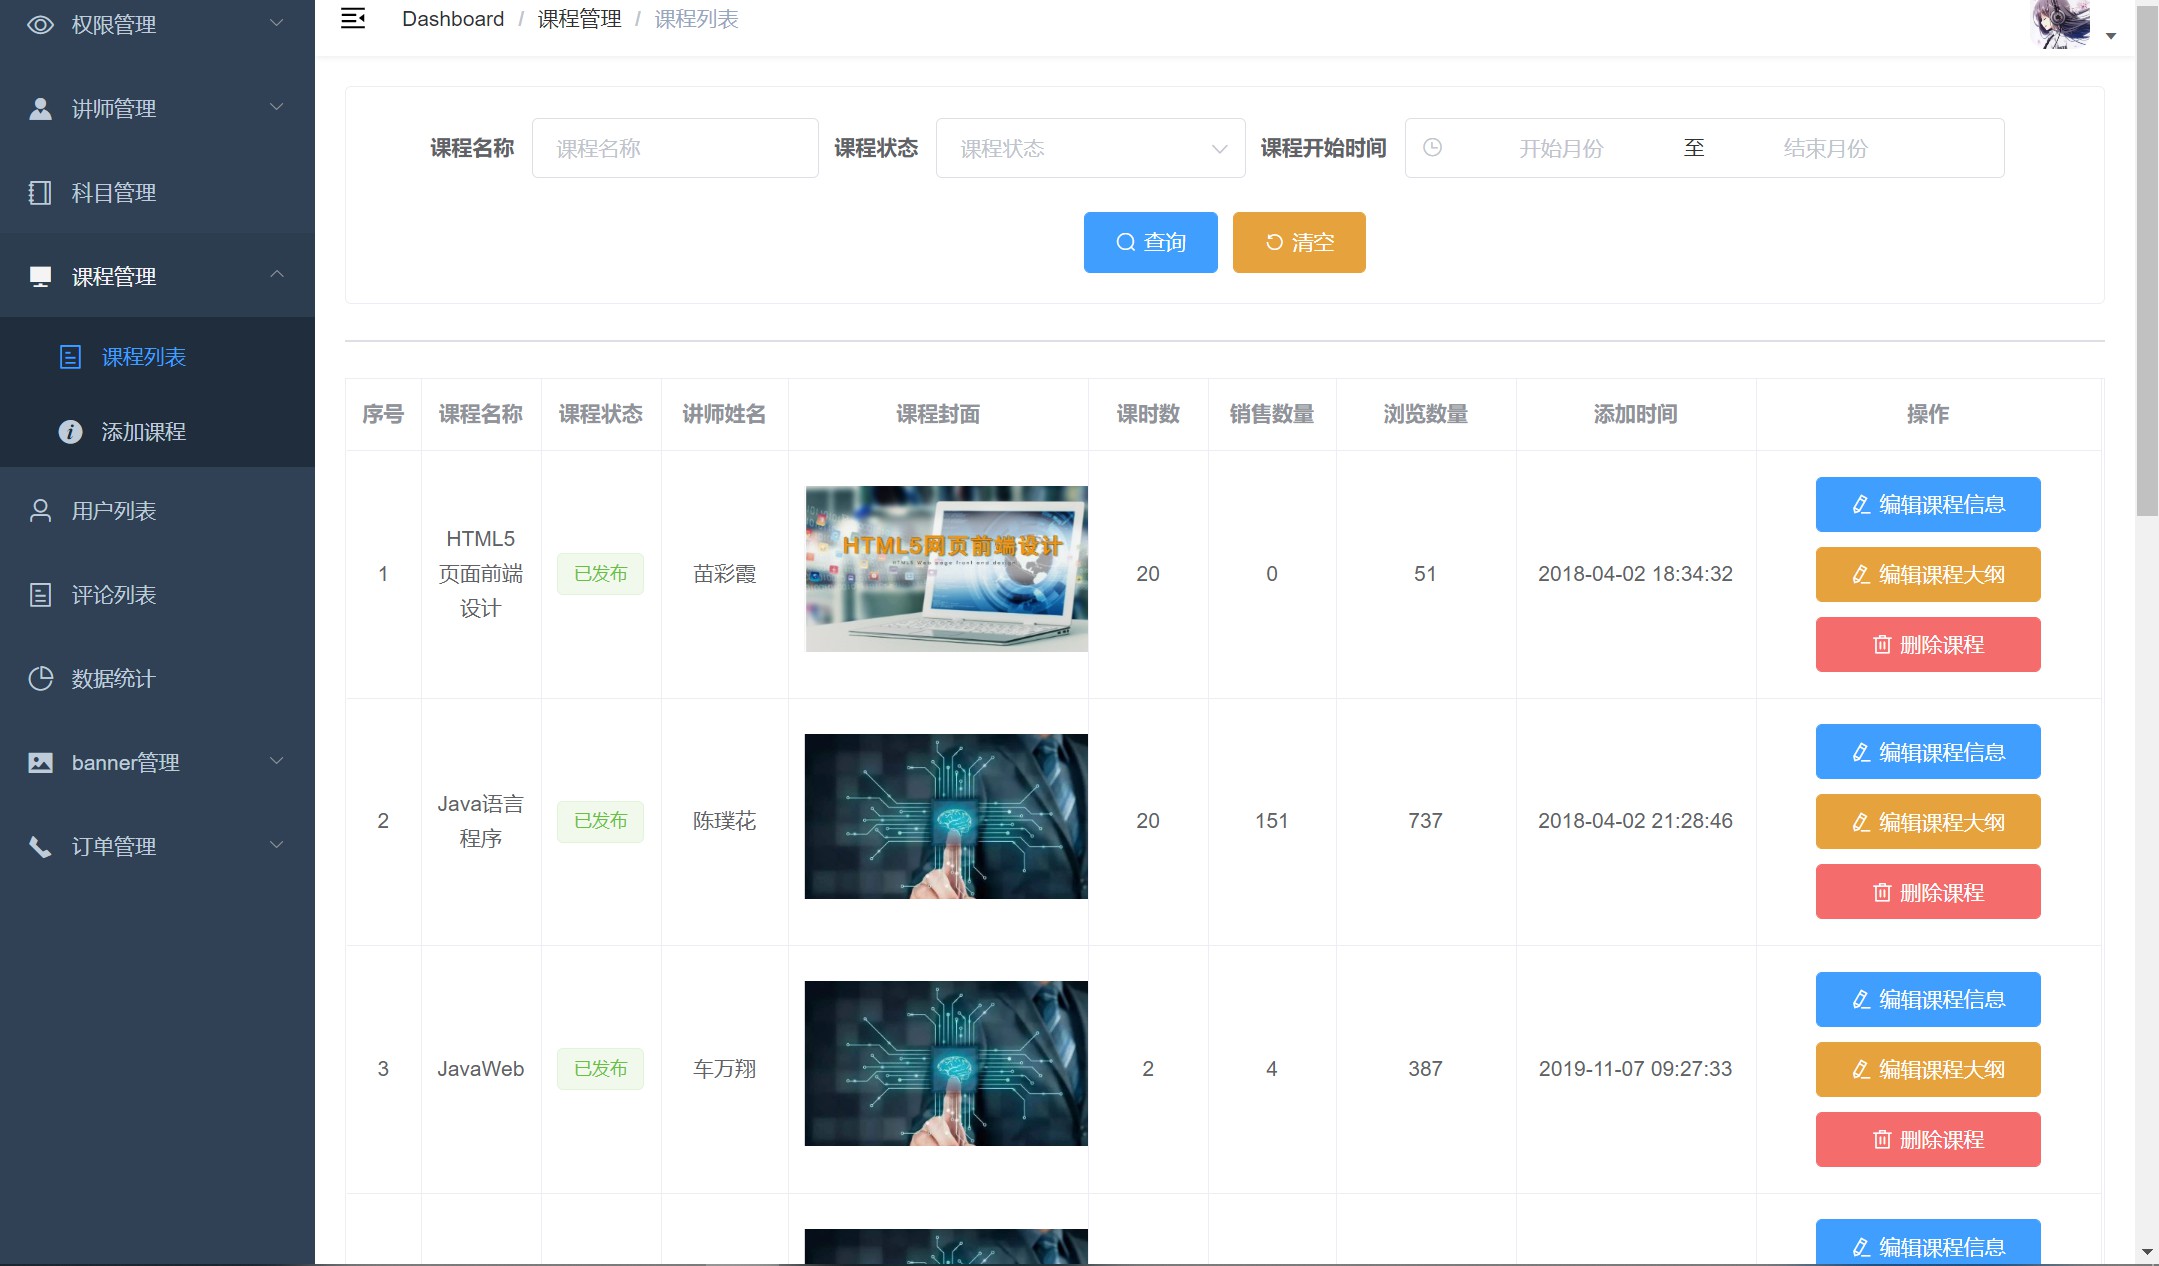 权限管理
讲师管理
科目管理
课程管理
课程列表
添加课程
用户列表
评论列表
数据统计
banner管理
订单管理
Dashboard / 课程管理 / 课程列表
课程名称 课程名称 课程状态 课程状态 课程开始时间 开始月份 至 结束月份
查询 清空
序号 课程名称 课程状态 讲师姓名 课程封面 课时数 销售数量 浏览数量 添加时间 操作
1
HTML5
页面前端
设计
已发布
苗彩霞
HTML5网页前端设计
HTML5 Web page front end design
20
0
51
2018-04-02 18:34:32
编辑课程信息
编辑课程大纲
删除课程
2
Java语言
程序
已发布
陈璞花
20
151
737
2018-04-02 21:28:46
编辑课程信息
编辑课程大纲
删除课程
3
JavaWeb
已发布
车万翔
2
4
387
2019-11-07 09:27:33
编辑课程信息
编辑课程大纲
删除课程
编辑课程信息